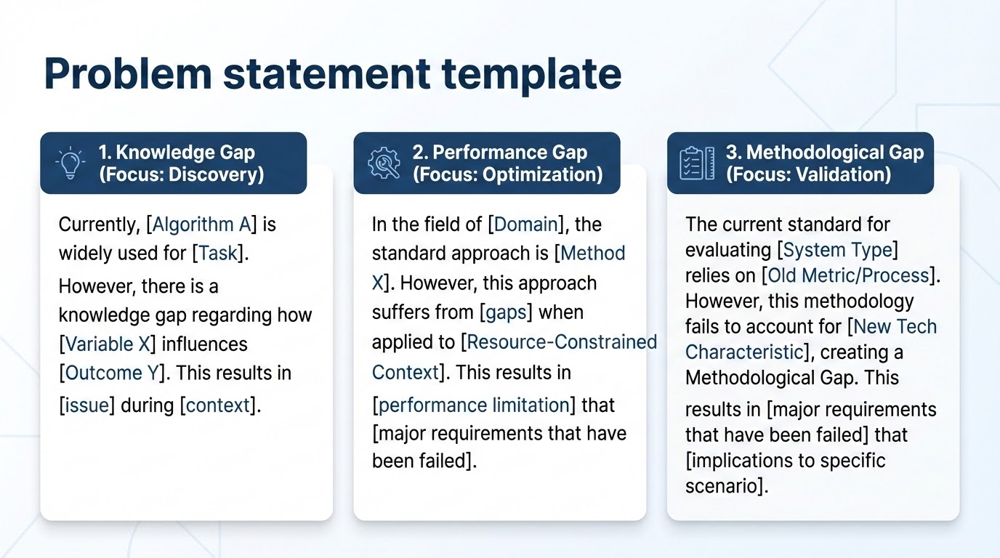 Problem statement template
1. Knowledge Gap
(Focus: Discovery)
Currently, [Algorithm A] is
widely used for [Task].
However, there is a
knowledge gap regarding how
[Variable X] influences
[Outcome Y]. This results in
[issue] during [context].
2. Performance Gap
(Focus: Optimization)
In the field of [Domain], the
standard approach is [Method
X]. However, this approach
suffers from [gaps] when
applied to [Resource-Constrained
Context]. This results in
[performance limitation] that
[major requirements that have
been failed].
3. Methodological Gap
(Focus: Validation)
The current standard for
evaluating [System Type]
relies on [Old Metric/Process].
However, this methodology
fails to account for [New Tech
Characteristic], creating a
Methodological Gap. This
results in [major requirements
that have been failed] that
[implications to specific
scenario].